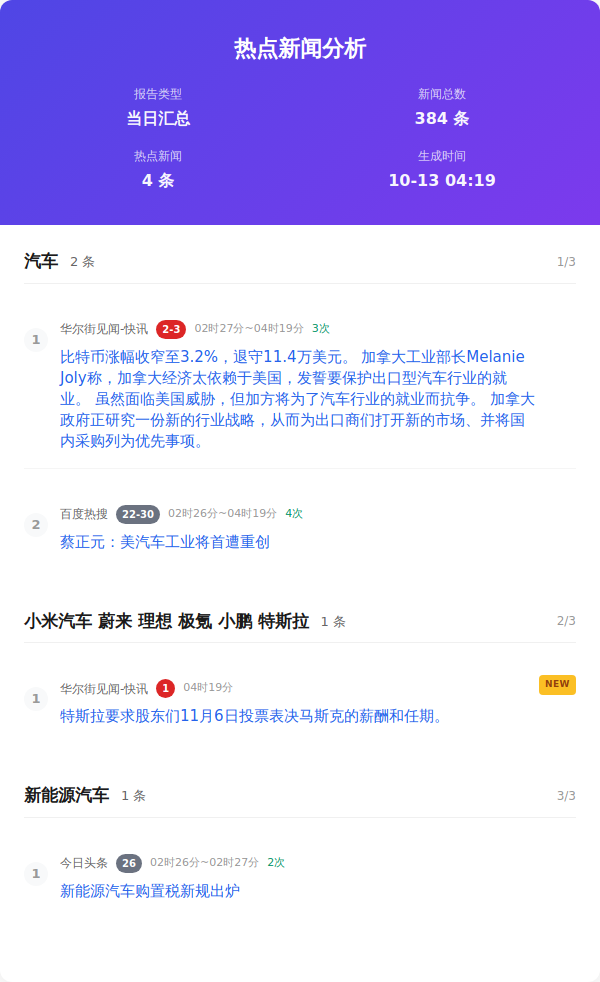 热点新闻分析
报告类型
新闻总数
当日汇总
384 条
热点新闻
生成时间
4 条
10-13 04:19
汽车 2 条 1/3
1 华尔街见闻-快讯 2-3 02时27分~04时19分 3次
比特币涨幅收窄至3.2%，退守11.4万美元。 加拿大工业部长Melanie
Joly称，加拿大经济太依赖于美国，发誓要保护出口型汽车行业的就
业。 虽然面临美国威胁，但加方将为了汽车行业的就业而抗争。 加拿大
政府正研究一份新的行业战略，从而为出口商们打开新的市场、并将国
内采购列为优先事项。
2 百度热搜 22-30 02时26分~04时19分 4次
蔡正元：美汽车工业将首遭重创
小米汽车 蔚来 理想 极氪 小鹏 特斯拉 1 条 2/3
1 华尔街见闻-快讯 1 04时19分 NEW
特斯拉要求股东们11月6日投票表决马斯克的薪酬和任期。
新能源汽车 1 条 3/3
1 今日头条 26 02时26分~02时27分 2次
新能源汽车购置税新规出炉